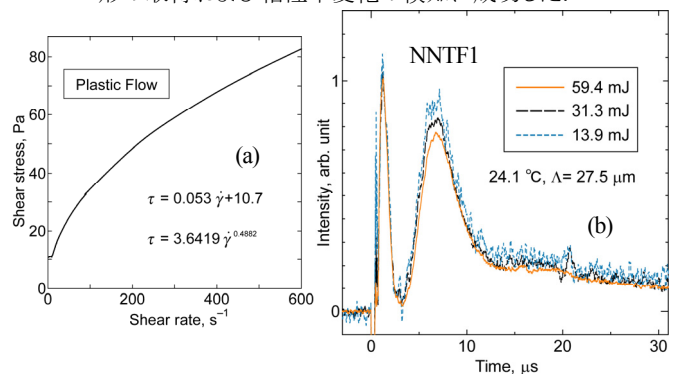 80
60
40
20
0
0
200
400
600
Shear stress, Pa
Shear rate, s⁻¹
Plastic Flow
(a)
τ = 0.053 γ̇+10.7
τ = 3.6419 γ̇^0.4882
1
0
Intensity, arb. unit
NNTF1
59.4 mJ
31.3 mJ
13.9 mJ
24.1 °C, Λ= 27.5 μm
(b)
0
10
20
30
Time, μs